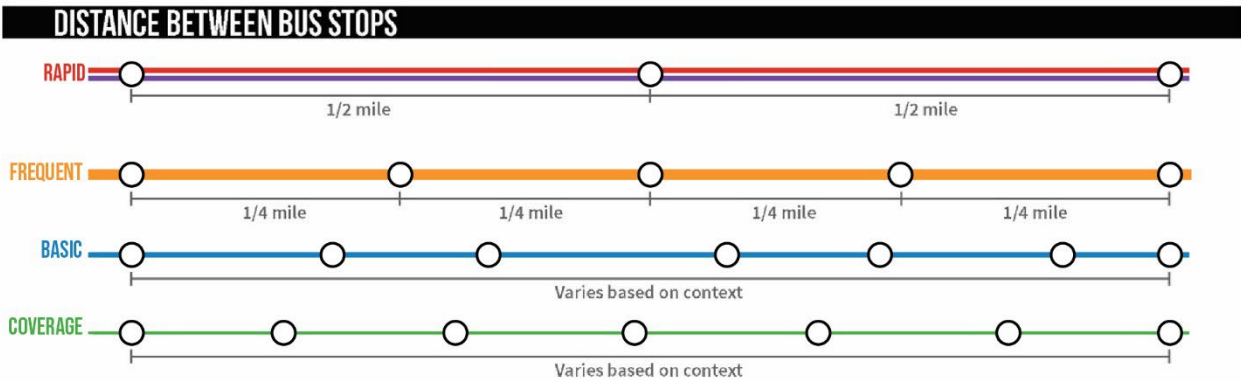 DISTANCE BETWEEN BUS STOPS
RAPID
1/2 mile 1/2 mile
FREQUENT
1/4 mile 1/4 mile 1/4 mile 1/4 mile
BASIC
Varies based on context
COVERAGE
Varies based on context